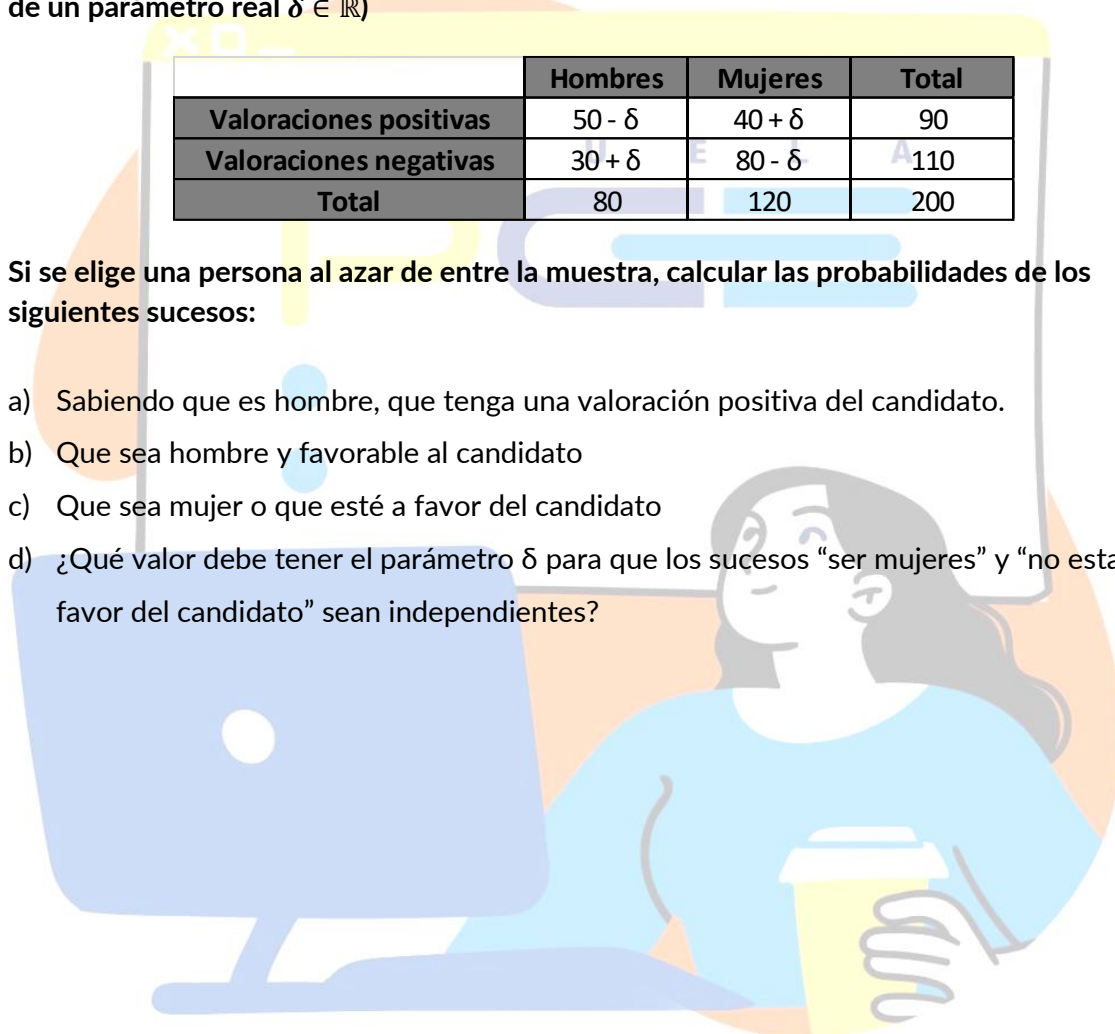 de un parámetro real δ ∈ ℝ)
Hombres Mujeres Total
Valoraciones positivas 50 - δ 40 + δ 90
Valoraciones negativas 30 + δ 80 - δ 110
Total 80 120 200
Si se elige una persona al azar de entre la muestra, calcular las probabilidades de los
siguientes sucesos:
a) Sabiendo que es hombre, que tenga una valoración positiva del candidato.
b) Que sea hombre y favorable al candidato
c) Que sea mujer o que esté a favor del candidato
d) ¿Qué valor debe tener el parámetro δ para que los sucesos “ser mujeres” y “no esta
favor del candidato” sean independientes?